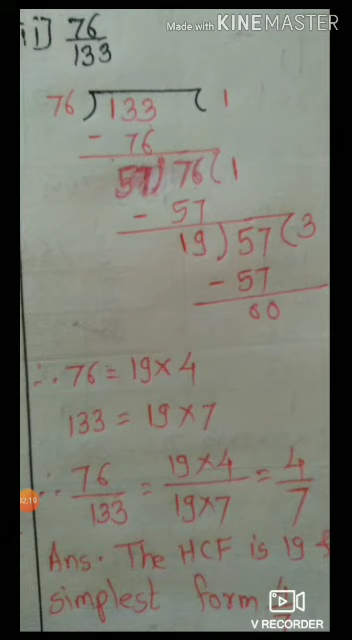 ii) 76/133
Made with KINEMASTER
76 ) 133 ( 1
- 76
57 ) 76 ( 1
- 57
19 ) 57 ( 3
- 57
00
∴ 76 = 19 × 4
133 = 19 × 7
∴ 76/133 = 19×4/19×7 = 4/7
02:19
Ans. The HCF is 19
simplest form
V RECORDER